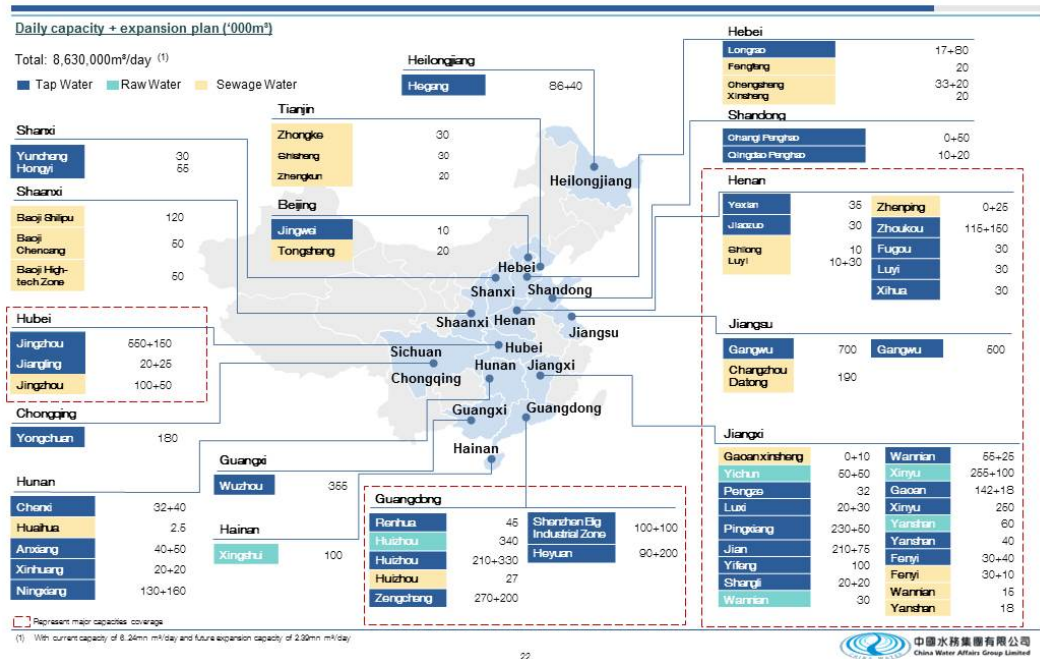 Daily capacity + expansion plan ('000m³)
Total: 8,630,000m³/day (1)
Tap Water
Raw Water
Sewage Water
Shanxi
Yuncheng 30
Hongyi 55
Shaanxi
Baoji Shilipu 120
Baoji Chencang 50
Baoji High-tech Zone 50
Hubei
Jingzhou 550+150
Jiangling 20+25
Jingzhou 100+50
Chongqing
Yongchuan 180
Hunan
Chenxi 32+40
Huaihua 2.5
Anxiang 40+50
Xinhuang 20+20
Ningxiang 130+160
Tianjin
Zhongke 30
Shisheng 30
Zhengkun 20
Beijing
Jingwei 10
Tongsheng 20
Guangxi
Wuzhou 355
Hainan
Xingshui 100
Heilongjiang
Hegang 86+40
Guangdong
Renhua 45
Huizhou 340
Huizhou 210+330
Huizhou 27
Zengcheng 270+200
Shenzhen Big Industrial Zone 100+100
Heyuan 90+200
Heilongjiang
Hebei
Shanxi
Shandong
Shaanxi
Henan
Jiangsu
Sichuan
Hubei
Chongqing
Hunan
Jiangxi
Guangxi
Guangdong
Hainan
Hebei
Longyao 17+80
Fengfeng 20
Chengsheng 33+20
Xinsheng 20
Shandong
Changi Penghao 0+50
Qingdao Penghao 10+20
Henan
Yexian 35
Jiaozuo 30
Shilong 10
Luyi 10+30
Zhenping 0+25
Zhoukou 115+150
Fugou 30
Luyi 30
Xihua 30
Jiangsu
Gangwu 700
Changzhou Datong 190
Gangwu 500
Jiangxi
Gaoanxinsheng 0+10
Yichun 50+50
Pengze 32
Luxi 20+30
Pingxiang 230+50
Jian 210+75
Yifeng 100
Shangli 20+20
Wannian 30
Wannian 55+25
Xinyu 255+100
Gaoan 142+18
Xinyu 250
Yanshan 60
Yanshan 40
Fenyi 30+40
Fenyi 30+10
Wannian 15
Yanshan 18
Represent major capacities coverage
(1) With current capacity of 6.24mn m³/day and future expansion capacity of 2.39mn m³/day
22
中國水務集團有限公司
China Water Affairs Group Limited